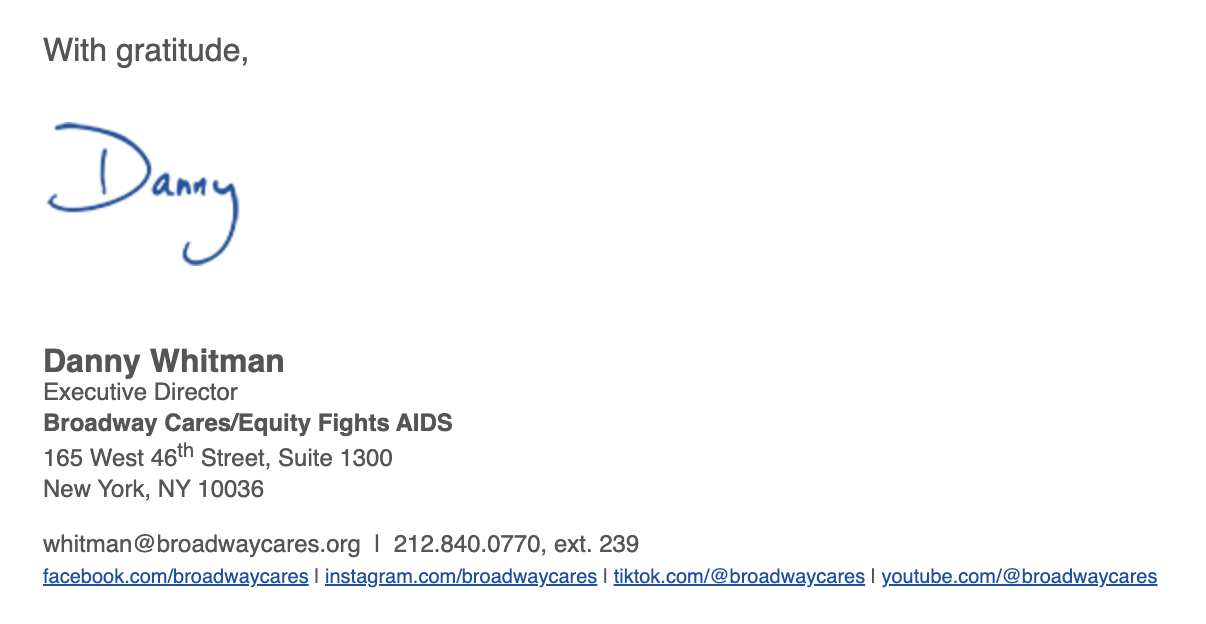 With gratitude,
Danny
Danny Whitman
Executive Director
Broadway Cares/Equity Fights AIDS
165 West 46th Street, Suite 1300
New York, NY 10036
whitman@broadwaycares.org | 212.840.0770, ext. 239
facebook.com/broadwaycares | instagram.com/broadwaycares | tiktok.com/@broadwaycares | youtube.com/@broadwaycares